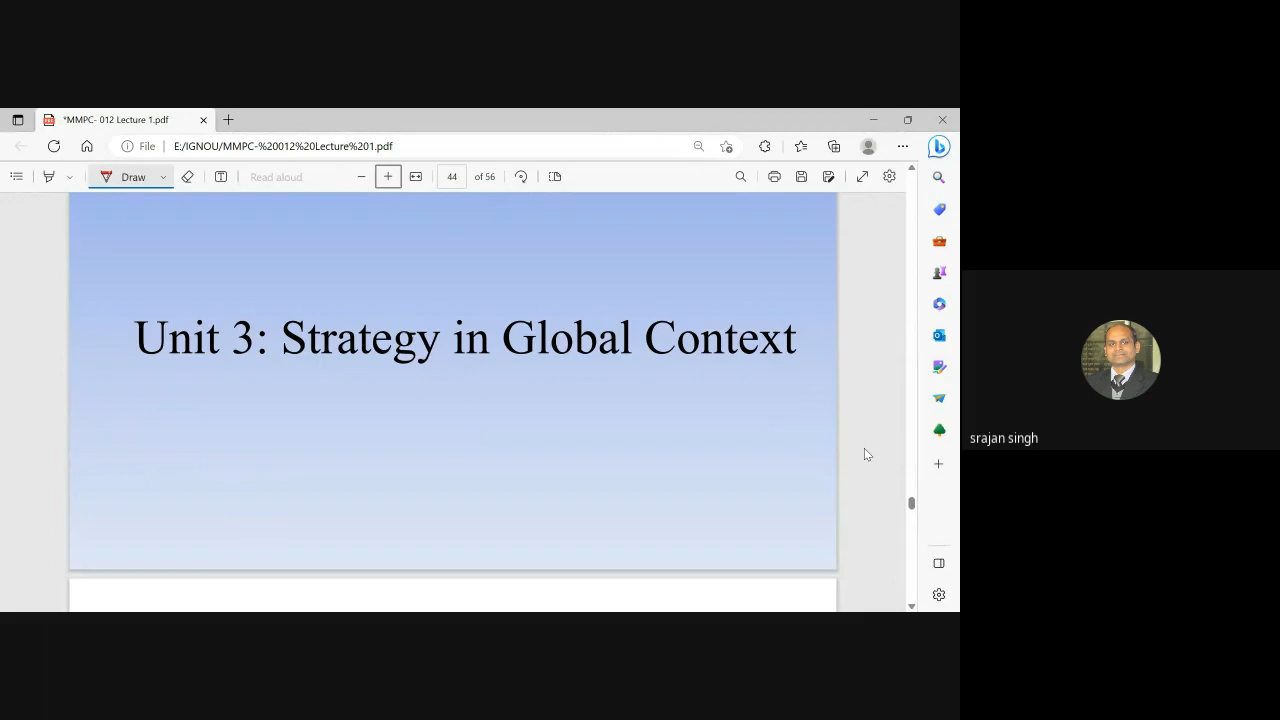 *MMPC- 012 Lecture 1.pdf
File
E:/IGNOU/MMPC-%20012%20Lecture%201.pdf
Draw
Read aloud
44 of 56
Unit 3: Strategy in Global Context
srajan singh